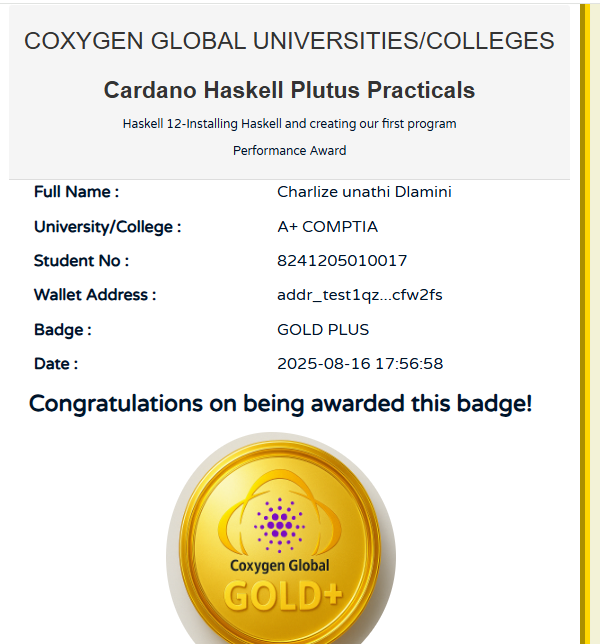 COXYGEN GLOBAL UNIVERSITIES/COLLEGES
Cardano Haskell Plutus Practicals
Haskell 12-Installing Haskell and creating our first program
Performance Award
Full Name : Charlize unathi Dlamini
University/College : A+ COMPTIA
Student No : 8241205010017
Wallet Address : addr_test1qz...cfw2fs
Badge : GOLD PLUS
Date : 2025-08-16 17:56:58
Congratulations on being awarded this badge!
Coxygen Global
GOLD+